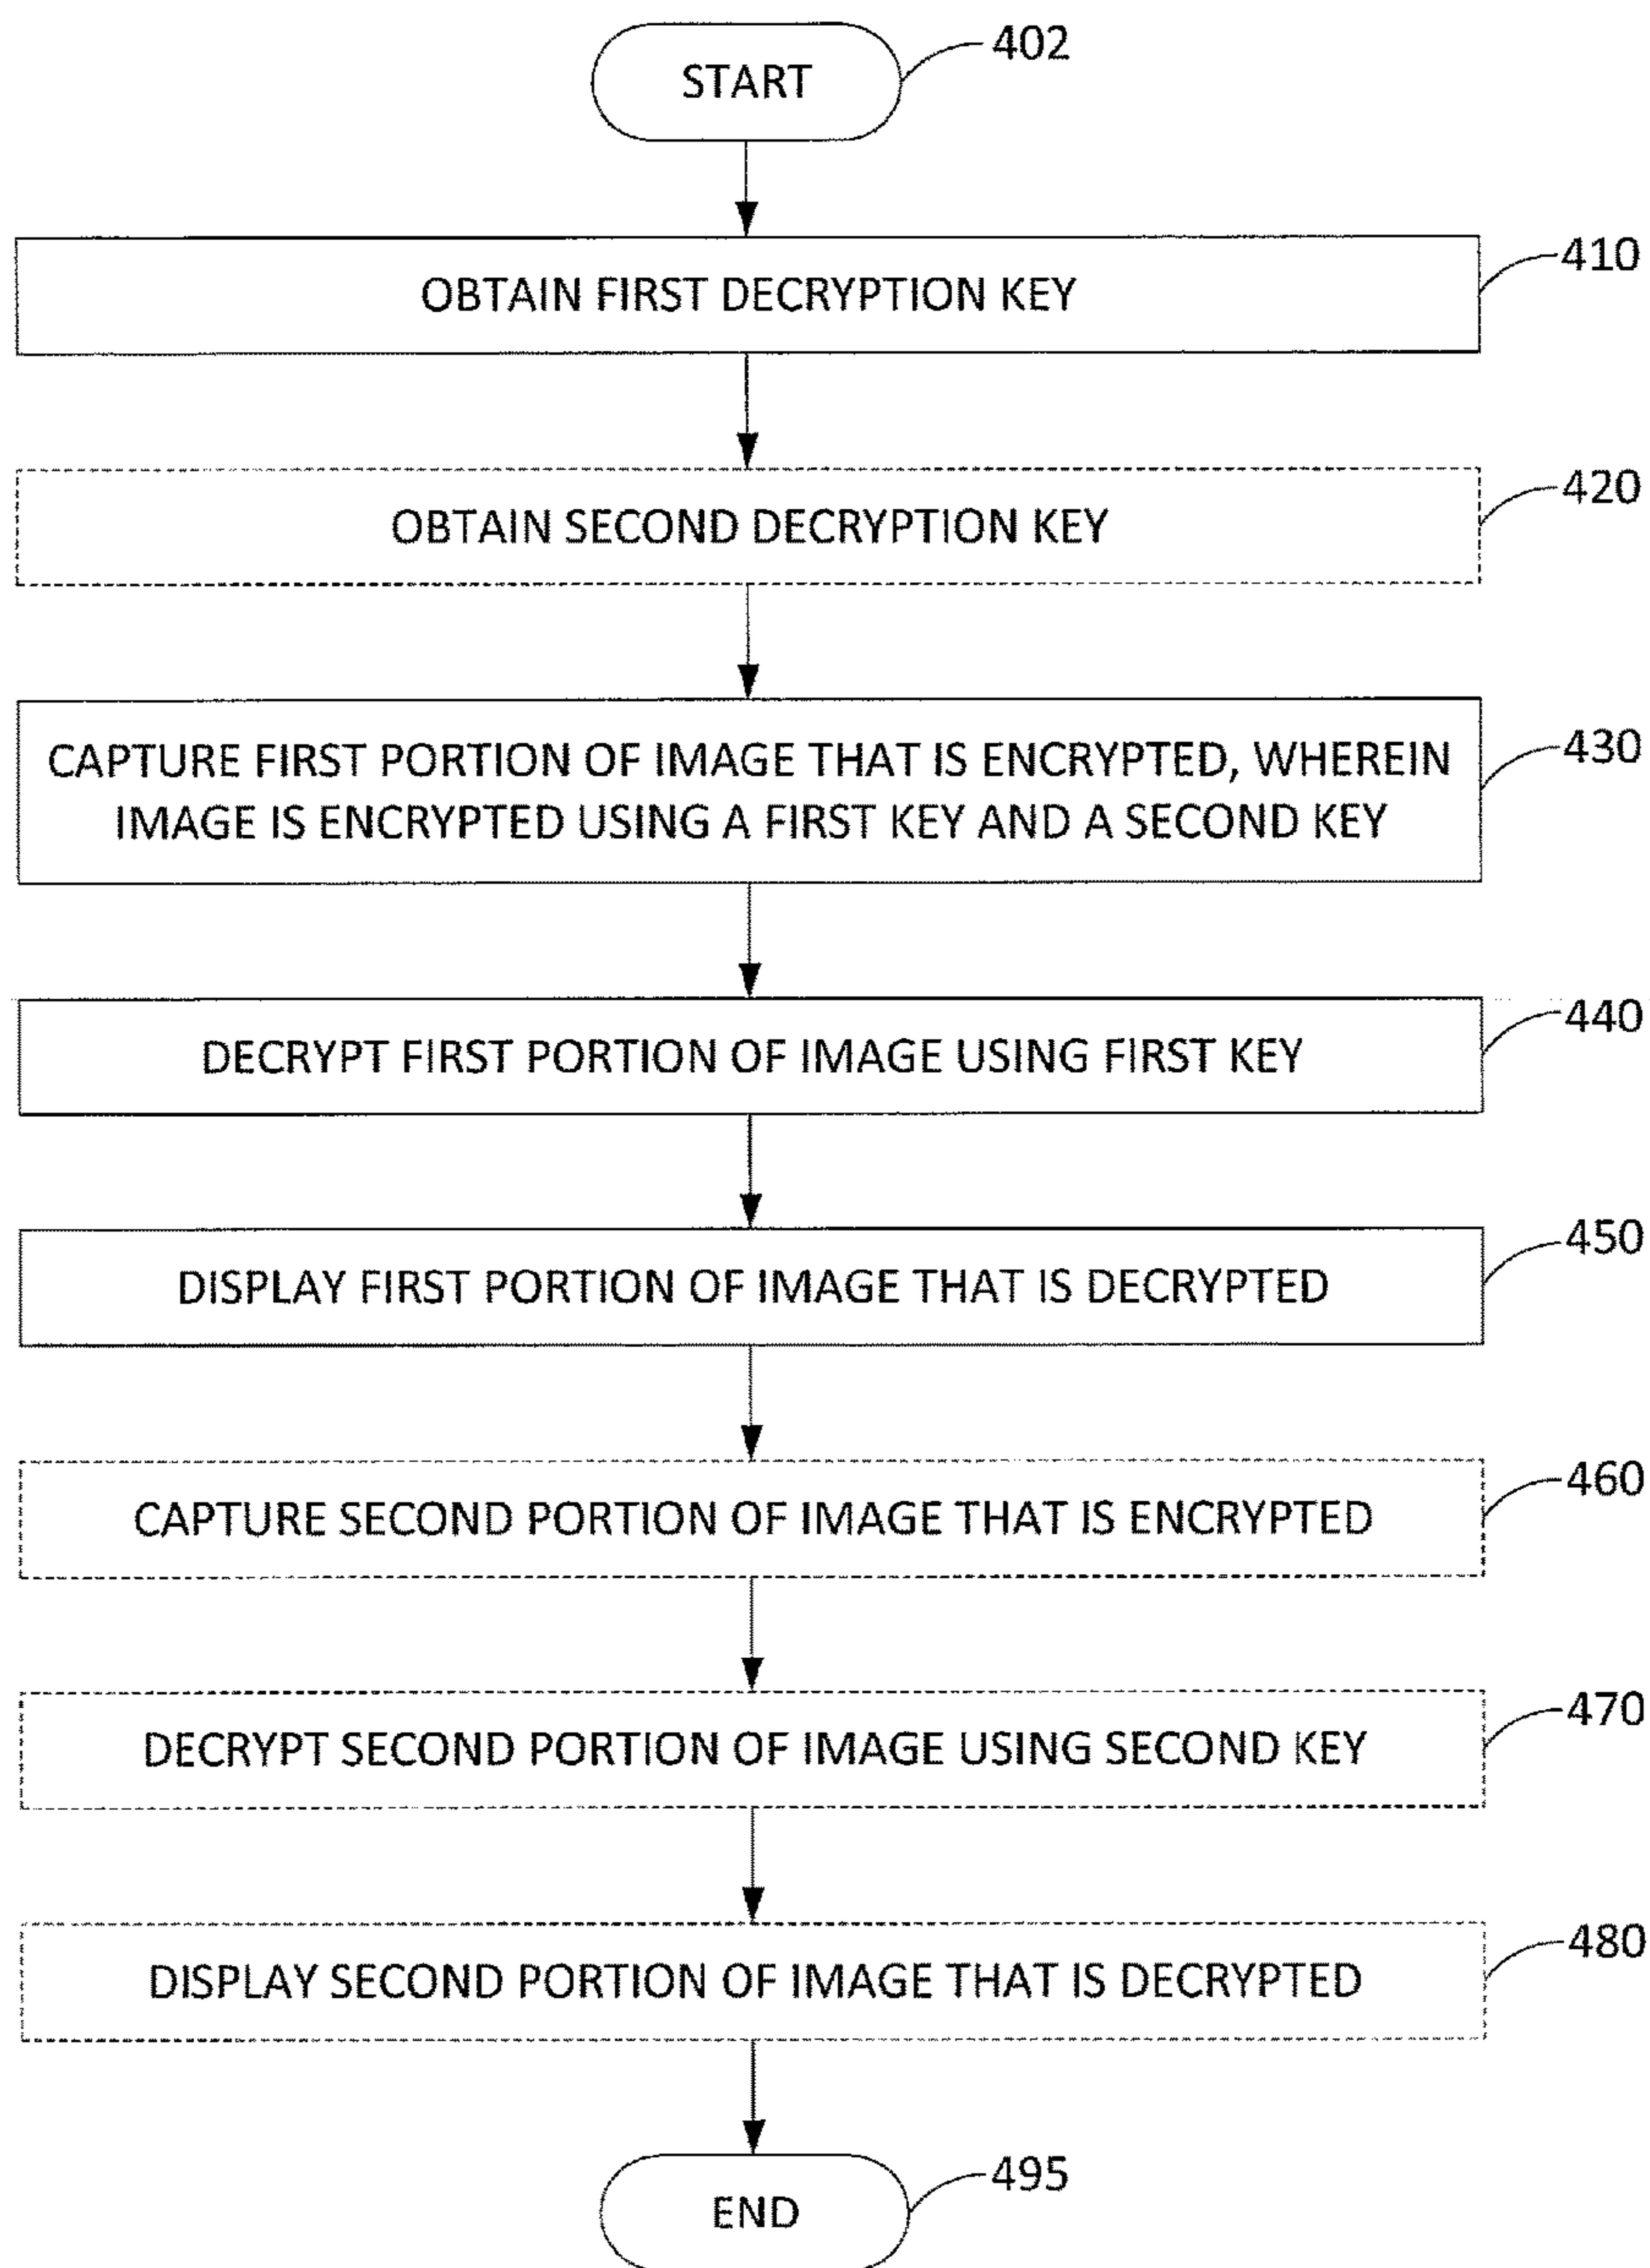 START
402
OBTAIN FIRST DECRYPTION KEY
410
OBTAIN SECOND DECRYPTION KEY
420
CAPTURE FIRST PORTION OF IMAGE THAT IS ENCRYPTED, WHEREIN
IMAGE IS ENCRYPTED USING A FIRST KEY AND A SECOND KEY
430
DECRYPT FIRST PORTION OF IMAGE USING FIRST KEY
440
DISPLAY FIRST PORTION OF IMAGE THAT IS DECRYPTED
450
CAPTURE SECOND PORTION OF IMAGE THAT IS ENCRYPTED
460
DECRYPT SECOND PORTION OF IMAGE USING SECOND KEY
470
DISPLAY SECOND PORTION OF IMAGE THAT IS DECRYPTED
480
END
495